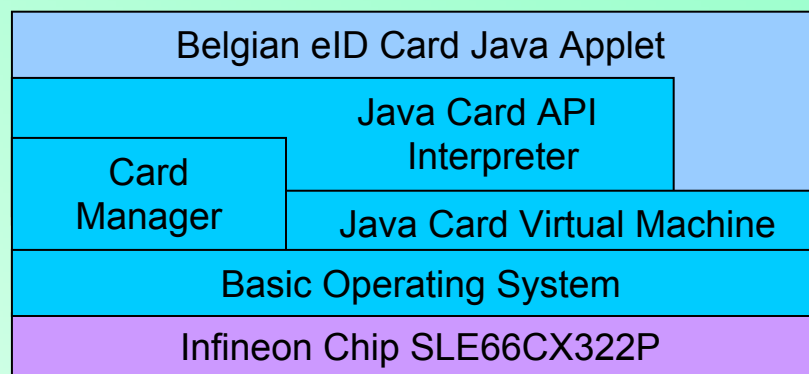 Belgian eID Card Java Applet
Java Card API
Interpreter
Card
Manager
Java Card Virtual Machine
Basic Operating System
Infineon Chip SLE66CX322P